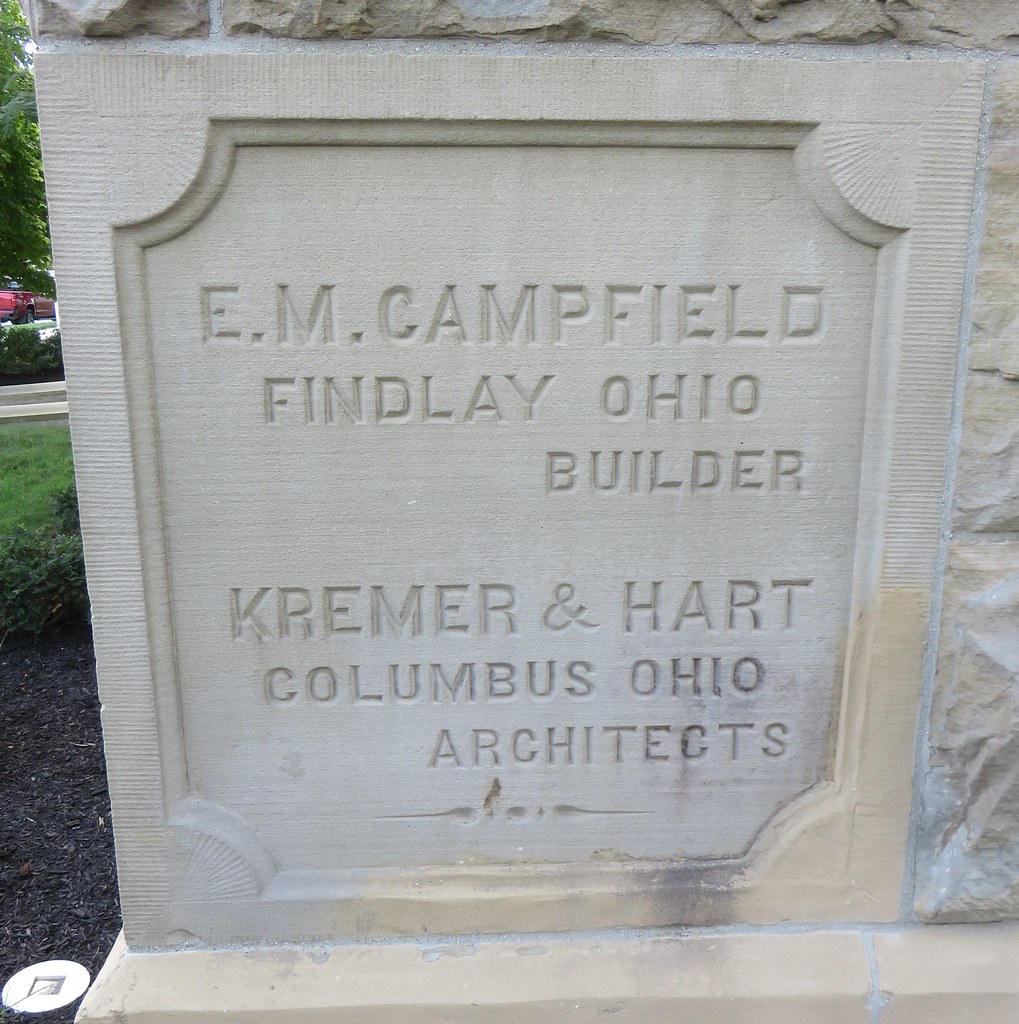 E.M.CAMPFIELD
FINDLAY OHIO
BUILDER
KREMER & HART
COLUMBUS OHIO
ARCHITECTS